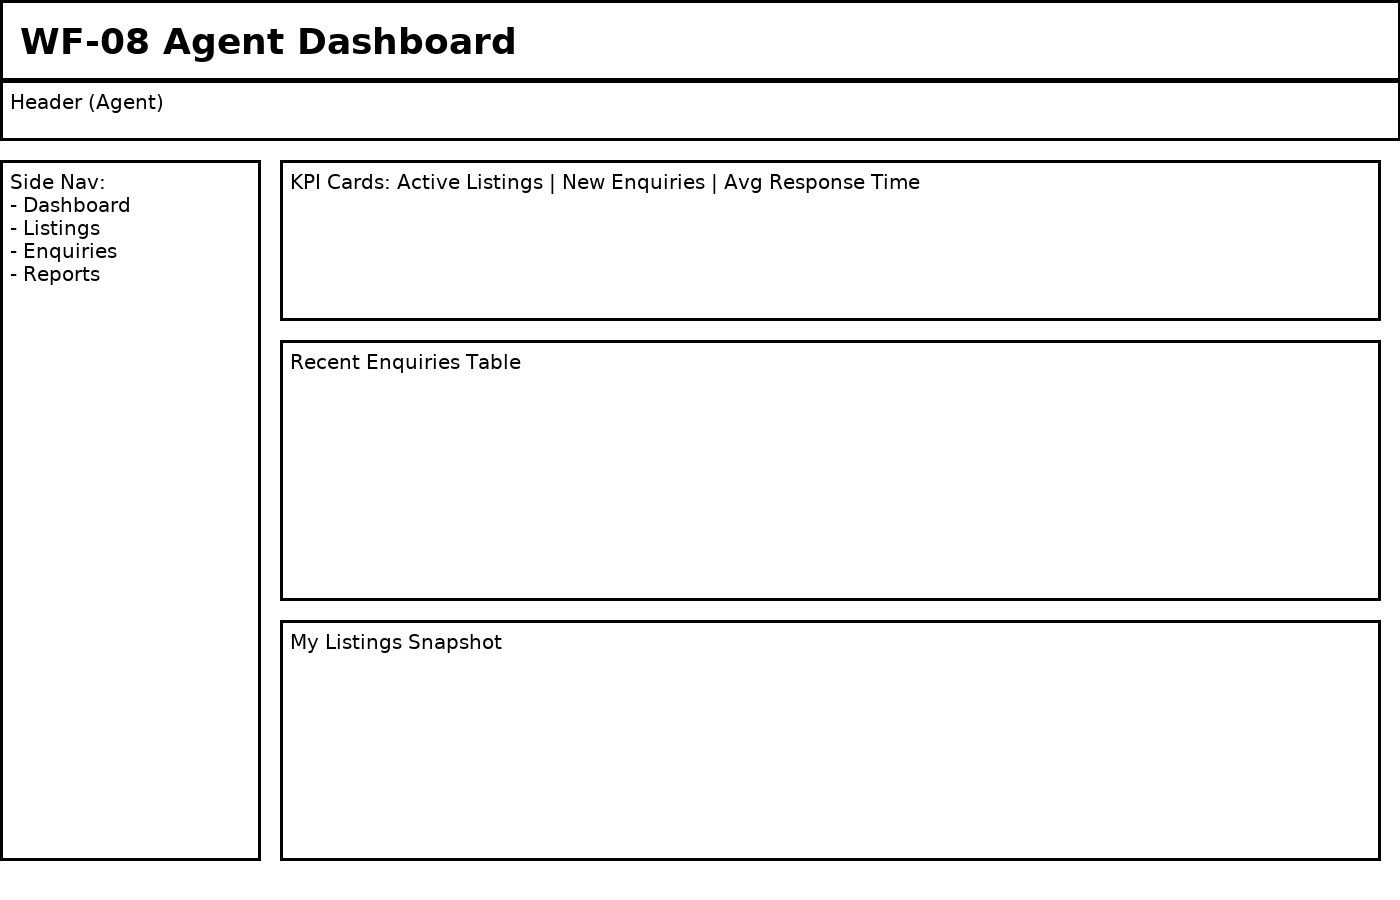 WF-08 Agent Dashboard
Header (Agent)
Side Nav:
- Dashboard
- Listings
- Enquiries
- Reports
KPI Cards: Active Listings | New Enquiries | Avg Response Time
Recent Enquiries Table
My Listings Snapshot